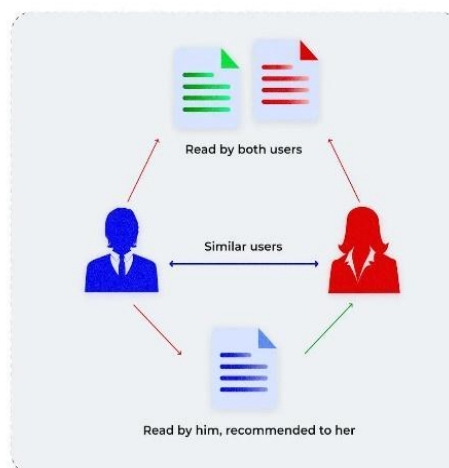 Read by both users
Similar users
Read by him, recommended to her